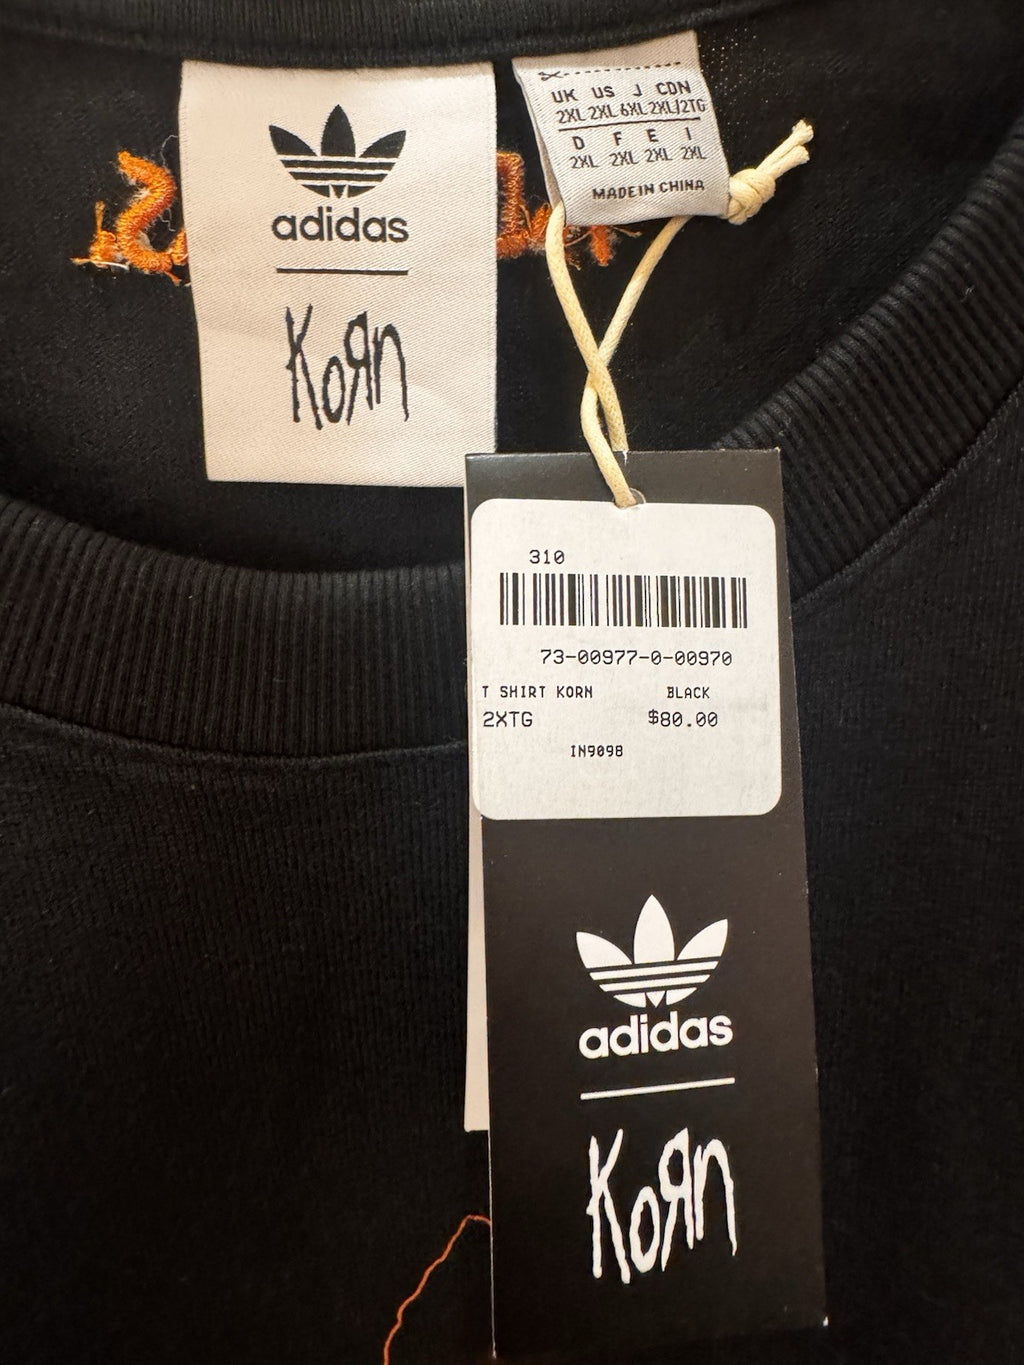 adidas
KoЯn
UK US J CDN
2XL 2XL 6XL 2XL/2TG
D F E I
2XL 2XL 2XL 2XL
MADE IN CHINA
310
73-00977-0-00970
T SHIRT KORN BLACK
2XTG $80.00
IN9098
adidas
KoЯn